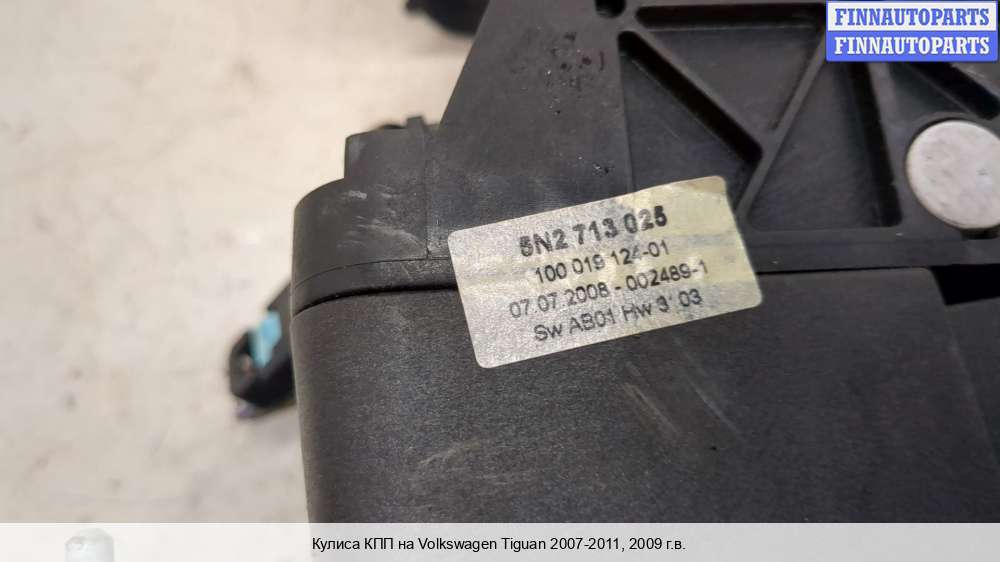 FINNAUTOPARTS
FINNAUTOPARTS
5N2 713 025
100 019 124-01
07.07.2008 - 002489-1
Sw AB01 Hw 3 03
Кулиса КПП на Volkswagen Tiguan 2007-2011, 2009 г.в.